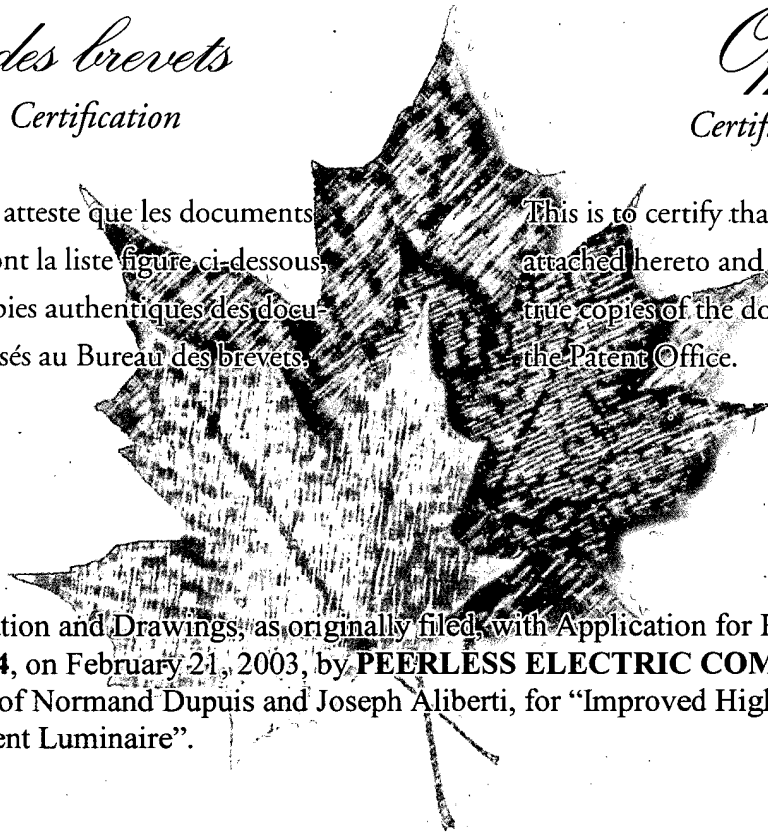 des brevets
Certification
atteste que les documents
ont la liste figure ci-dessous,
pies authentiques des docu-
sés au Bureau des brevets.
Certif
This is to certify tha
attached hereto and
true copies of the do
the Patent Office.
tion and Drawings, as originally filed, with Application for
4, on February 21, 2003, by PEERLESS ELECTRIC COM
of Normand Dupuis and Joseph Aliberti, for “Improved Hig
ent Luminaire”.